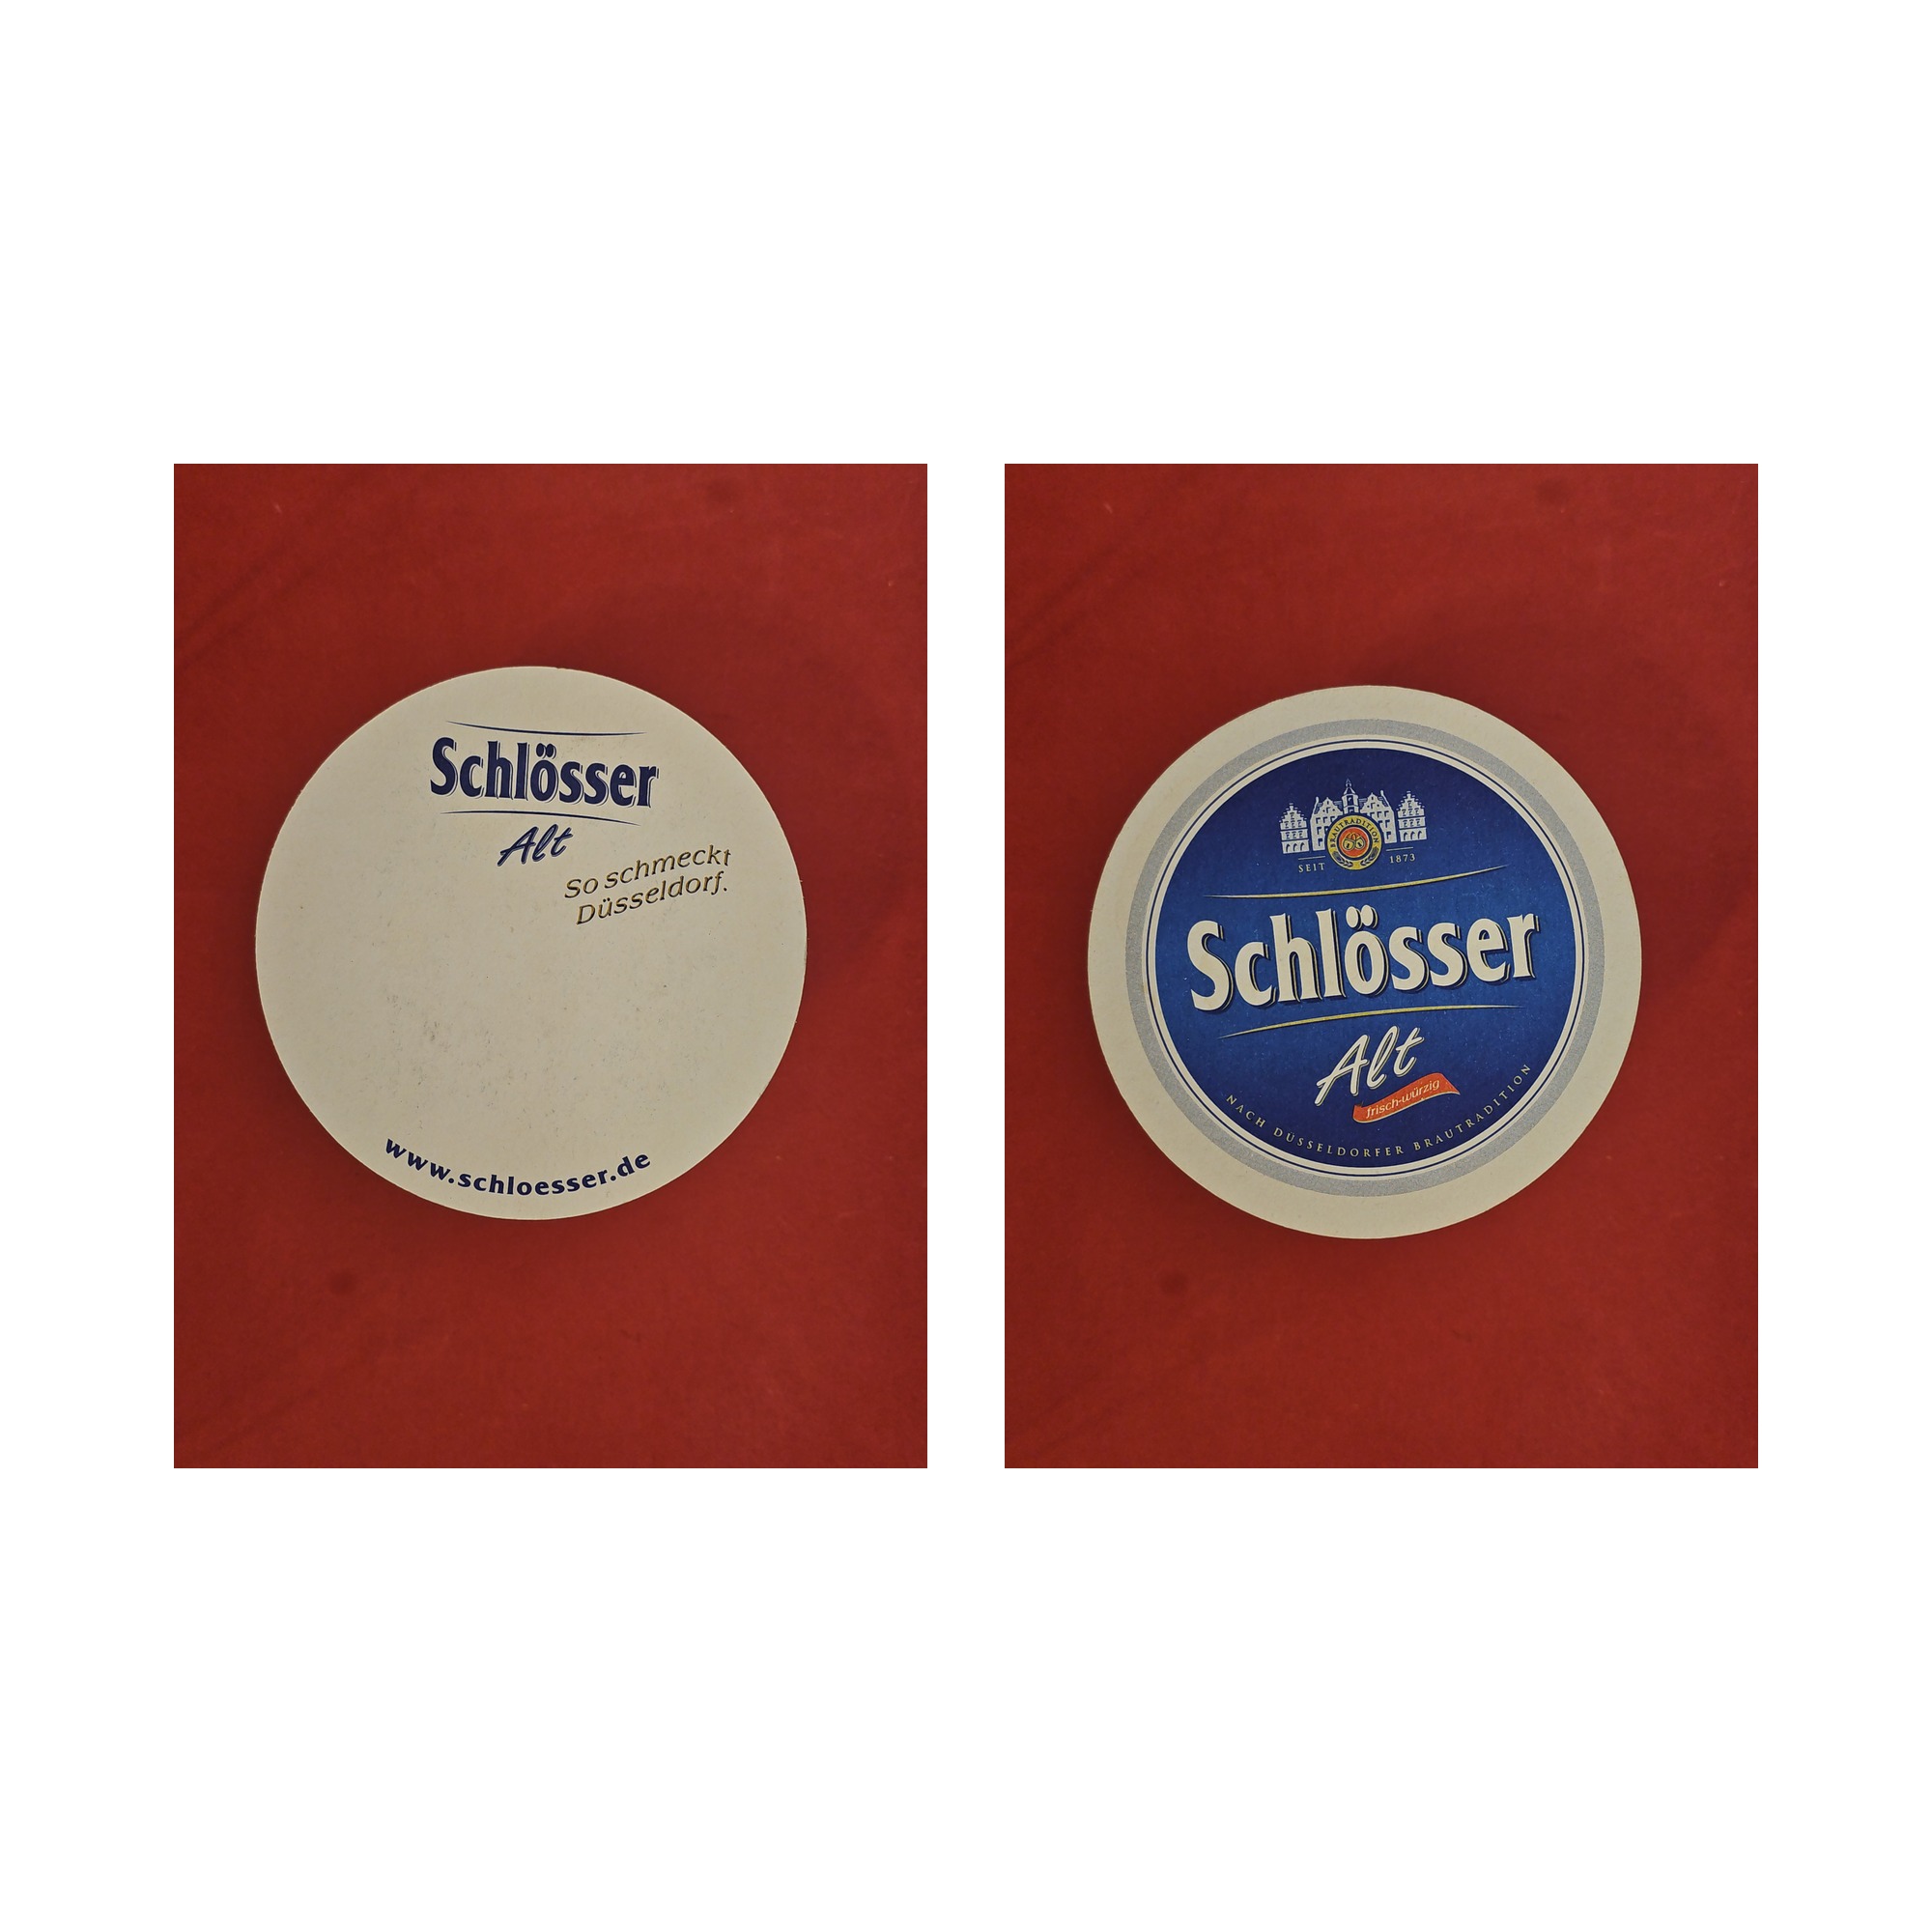 Schlösser
Alt
So schmeckt
Düsseldorf.
www.schloesser.de
BRAUTRADITION
SEIT 1873
Schlösser
Alt
frisch-würzig
NACH DÜSSELDORFER BRAUTRADITION